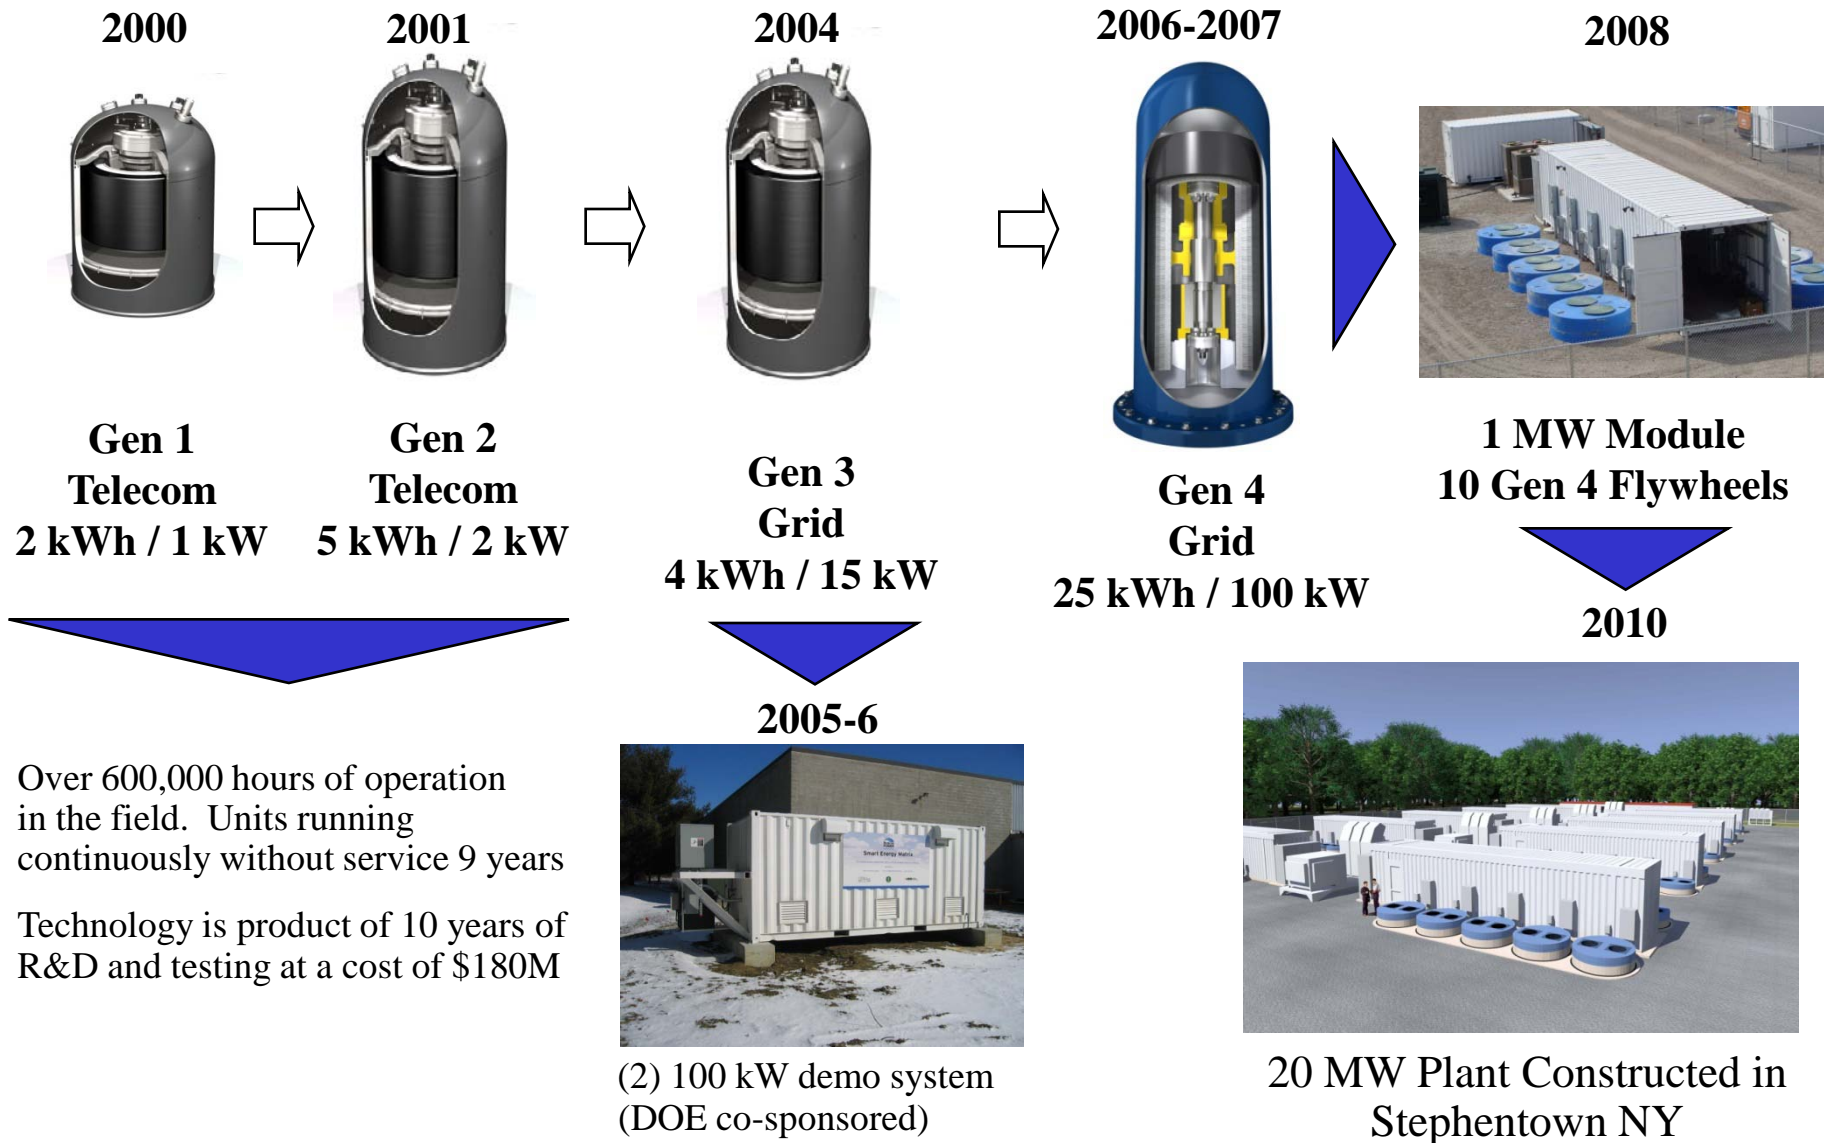 2000
2001
2004
2006-2007
2008
Gen 1
Telecom
2 kWh / 1 kW
Gen 2
Telecom
5 kWh / 2 kW
Gen 3
Grid
4 kWh / 15 kW
Gen 4
Grid
25 kWh / 100 kW
1 MW Module
10 Gen 4 Flywheels
Over 600,000 hours of operation
in the field.  Units running
continuously without service 9 years
Technology is product of 10 years of
R&D and testing at a cost of $180M
2005-6
Smart Energy Matrix
(2) 100 kW demo system
(DOE co-sponsored)
2010
20 MW Plant Constructed in
Stephentown NY